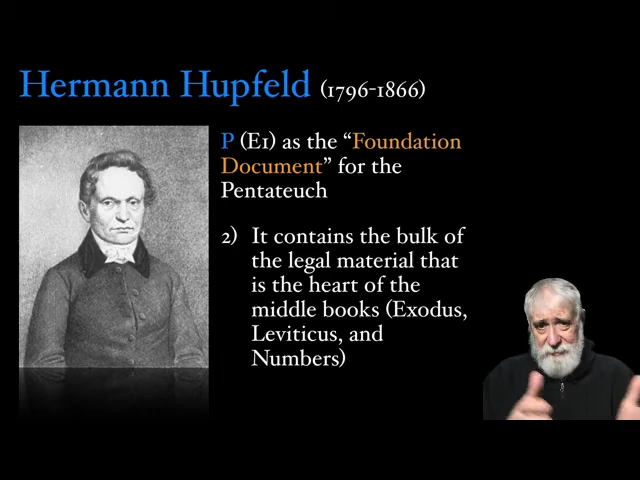 Hermann Hupfeld (1796-1866)
P (E1) as the “Foundation
Document” for the
Pentateuch
2) It contains the bulk of
the legal material that
is the heart of the
middle books (Exodus,
Leviticus, and
Numbers)